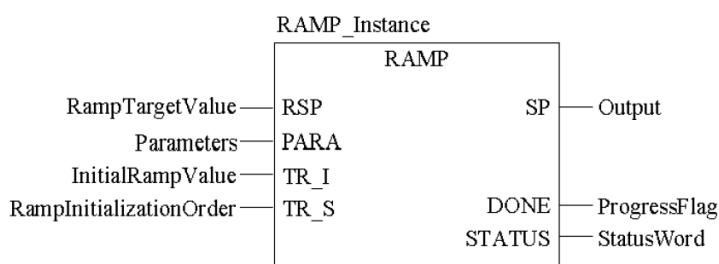 RAMP_Instance
RAMP
RampTargetValue RSP SP Output
Parameters PARA
InitialRampValue TR_I
RampInitializationOrder TR_S DONE ProgressFlag
STATUS StatusWord